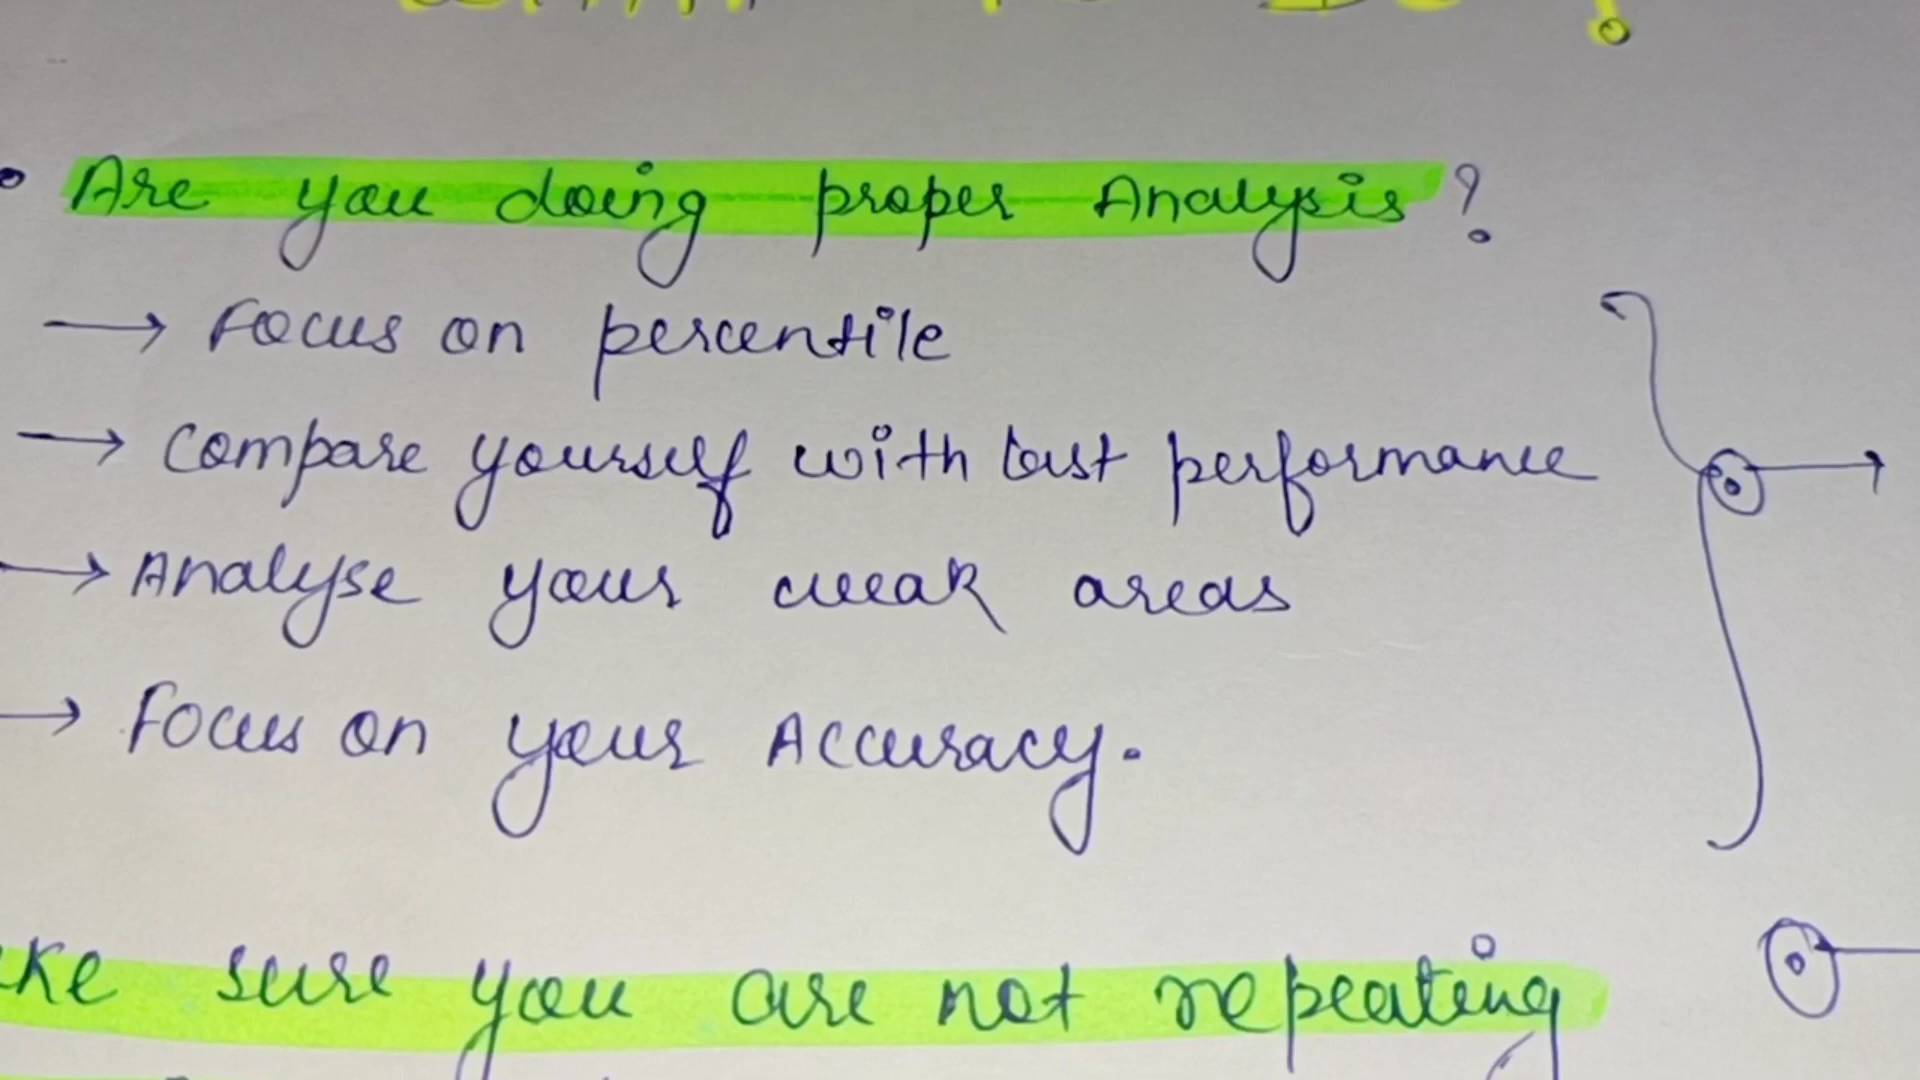 • Are you doing proper Analysis?
→ Focus on percentile
→ Compare yourself with last performance
→ Analyse your weak areas
→ Focus on your Accuracy.
ke sure you are not repeating